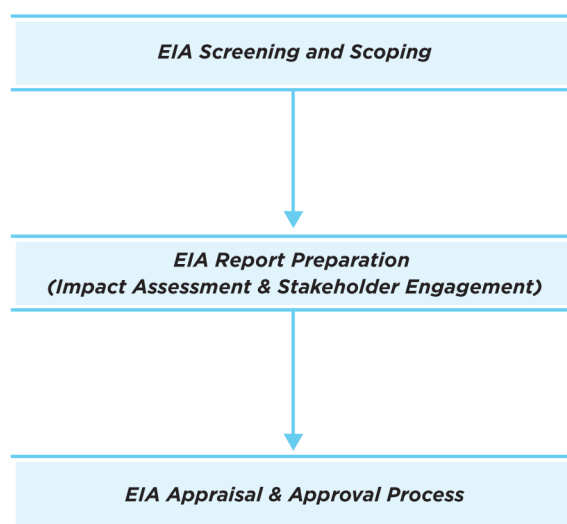 EIA Screening and Scoping
EIA Report Preparation
(Impact Assessment & Stakeholder Engagement)
EIA Appraisal & Approval Process